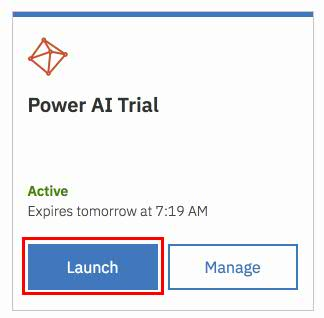 Power AI Trial
Active
Expires tomorrow at 7:19 AM
Launch
Manage